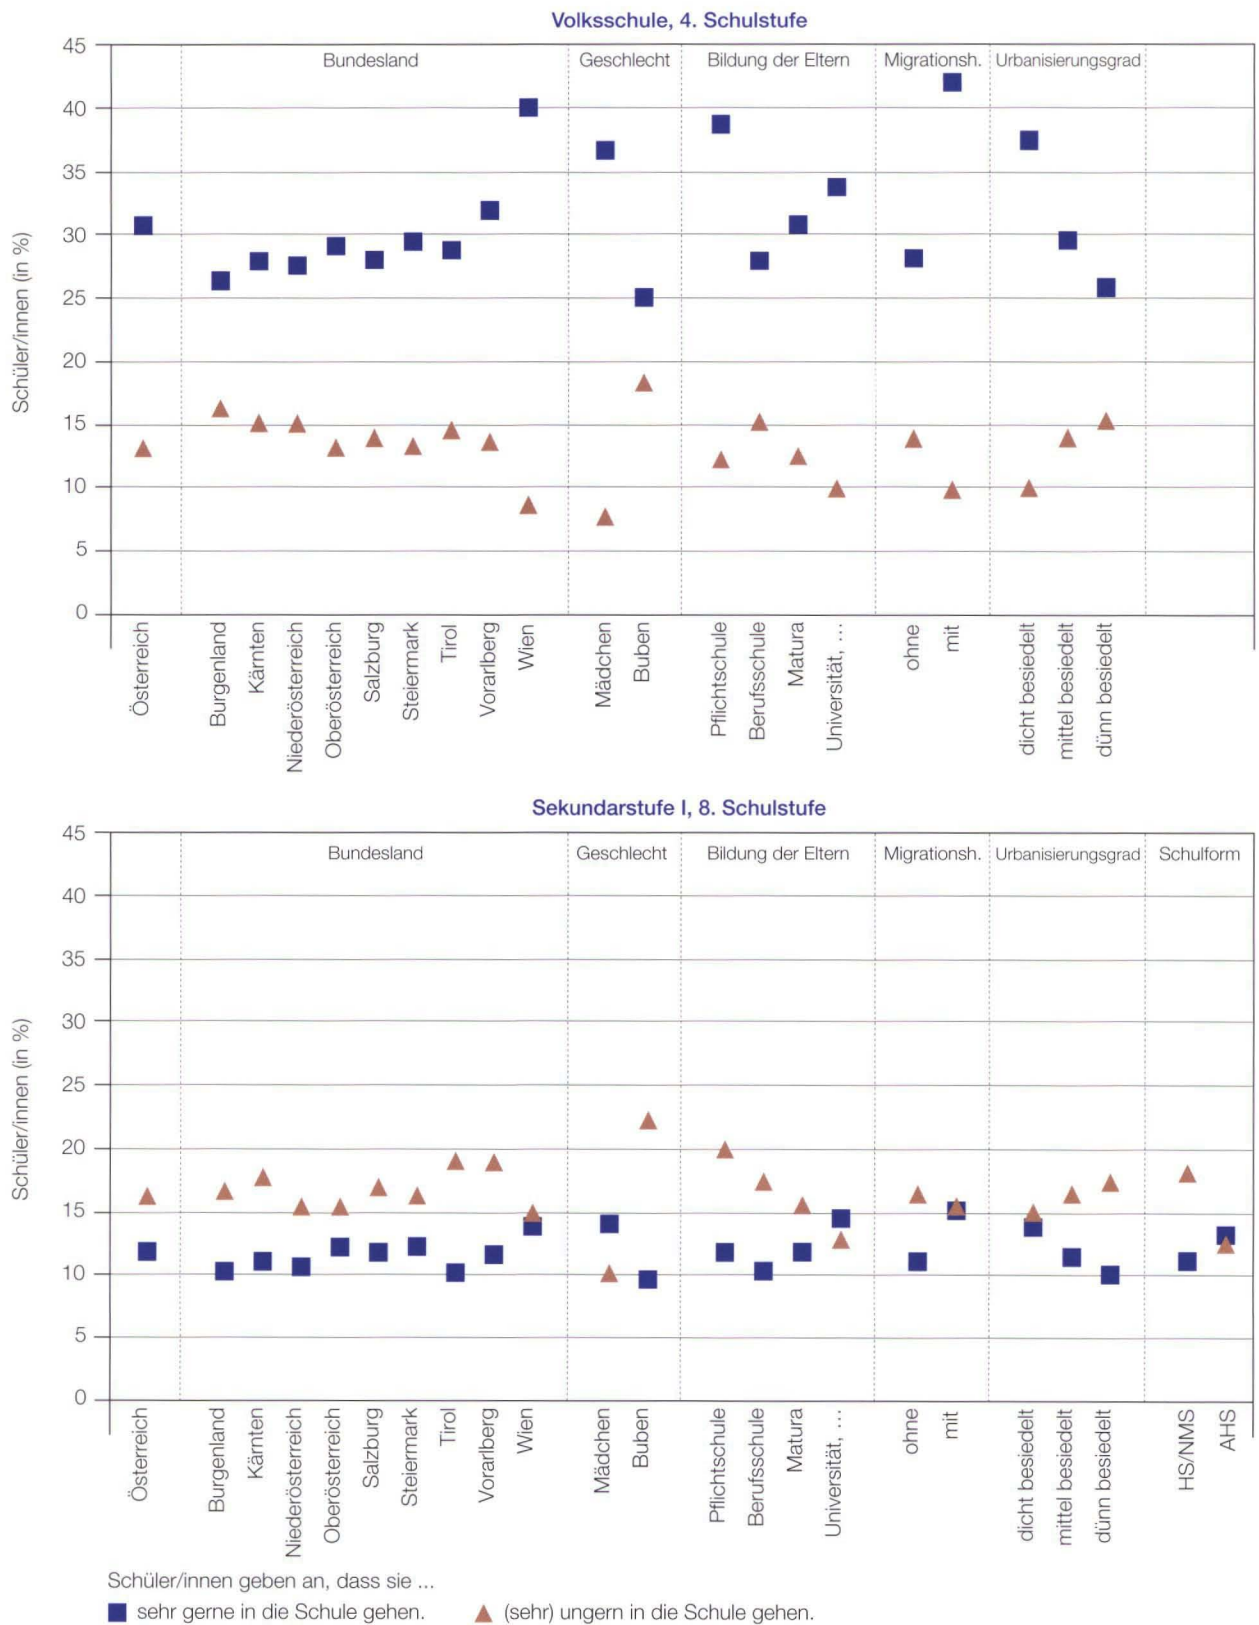 Volksschule, 4. Schulstufe
Bundesland Geschlecht Bildung der Eltern Migrationsh. Urbanisierungsgrad
Schüler/innen (in %)
45
40
35
30
25
20
15
10
5
0
Österreich
Burgenland
Kärnten
Niederösterreich
Oberösterreich
Salzburg
Steiermark
Tirol
Vorarlberg
Wien
Mädchen
Buben
Pflichtschule
Berufsschule
Matura
Universität, ...
ohne
mit
dicht besiedelt
mittel besiedelt
dünn besiedelt
Sekundarstufe I, 8. Schulstufe
Bundesland Geschlecht Bildung der Eltern Migrationsh. Urbanisierungsgrad Schulform
Schüler/innen (in %)
45
40
35
30
25
20
15
10
5
0
Österreich
Burgenland
Kärnten
Niederösterreich
Oberösterreich
Salzburg
Steiermark
Tirol
Vorarlberg
Wien
Mädchen
Buben
Pflichtschule
Berufsschule
Matura
Universität, ...
ohne
mit
dicht besiedelt
mittel besiedelt
dünn besiedelt
HS/NMS
AHS
Schüler/innen geben an, dass sie ...
sehr gerne in die Schule gehen. (sehr) ungern in die Schule gehen.